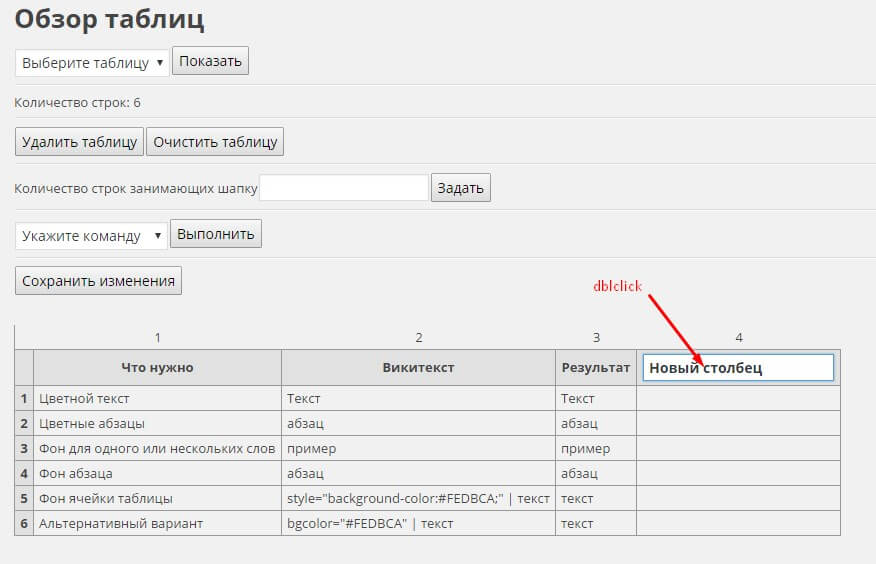 Обзор таблиц
Выберите таблицу Показать
Количество строк: 6
Удалить таблицу Очистить таблицу
Количество строк занимающих шапку Задать
Укажите команду Выполнить
Сохранить изменения
dblclick
1 2 3 4
Что нужно Викитекст Результат Новый столбец
1 Цветной текст Текст Текст
2 Цветные абзацы абзац абзац
3 Фон для одного или нескольких слов пример пример
4 Фон абзаца абзац абзац
5 Фон ячейки таблицы style="background-color:#FEDBCA;" | текст текст
6 Альтернативный вариант bgcolor="#FEDBCA" | текст текст